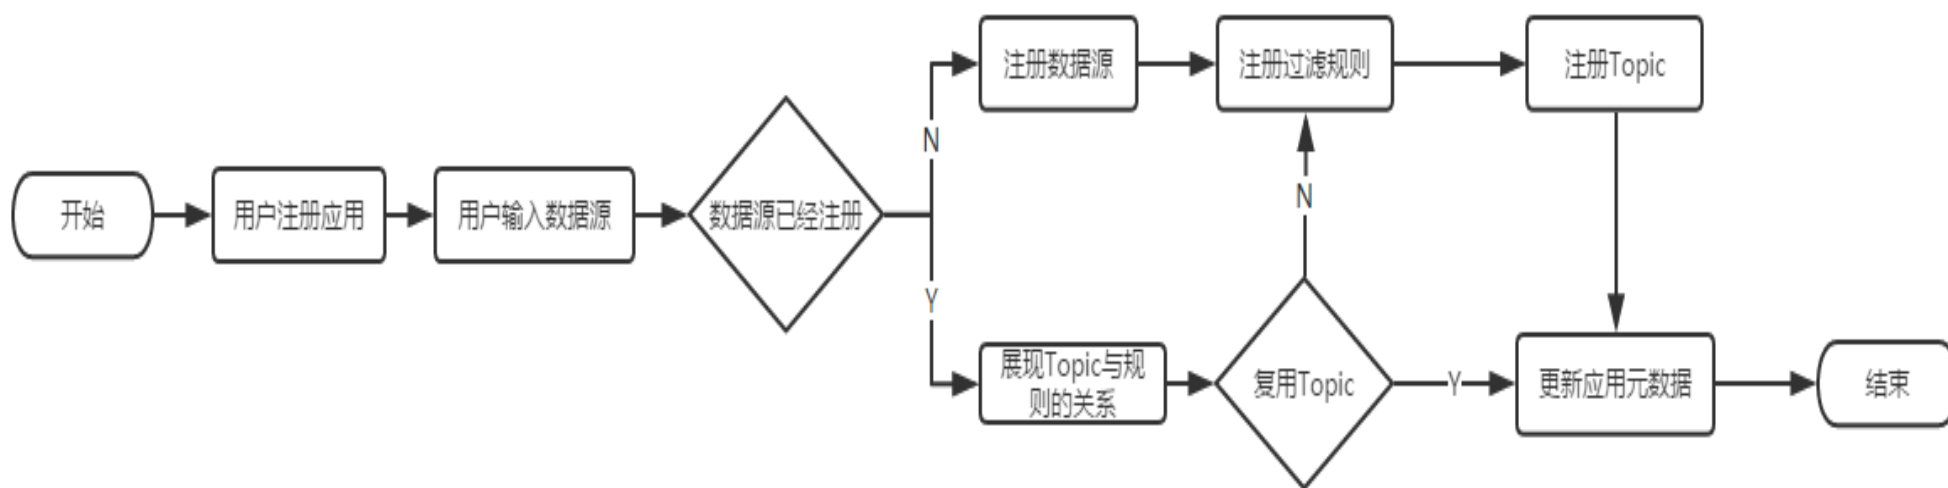 开始
用户注册应用
用户输入数据源
数据源已经注册
N
注册数据源
注册过滤规则
注册Topic
Y
展现Topic与规
则的关系
复用Topic
N
Y
更新应用元数据
结束